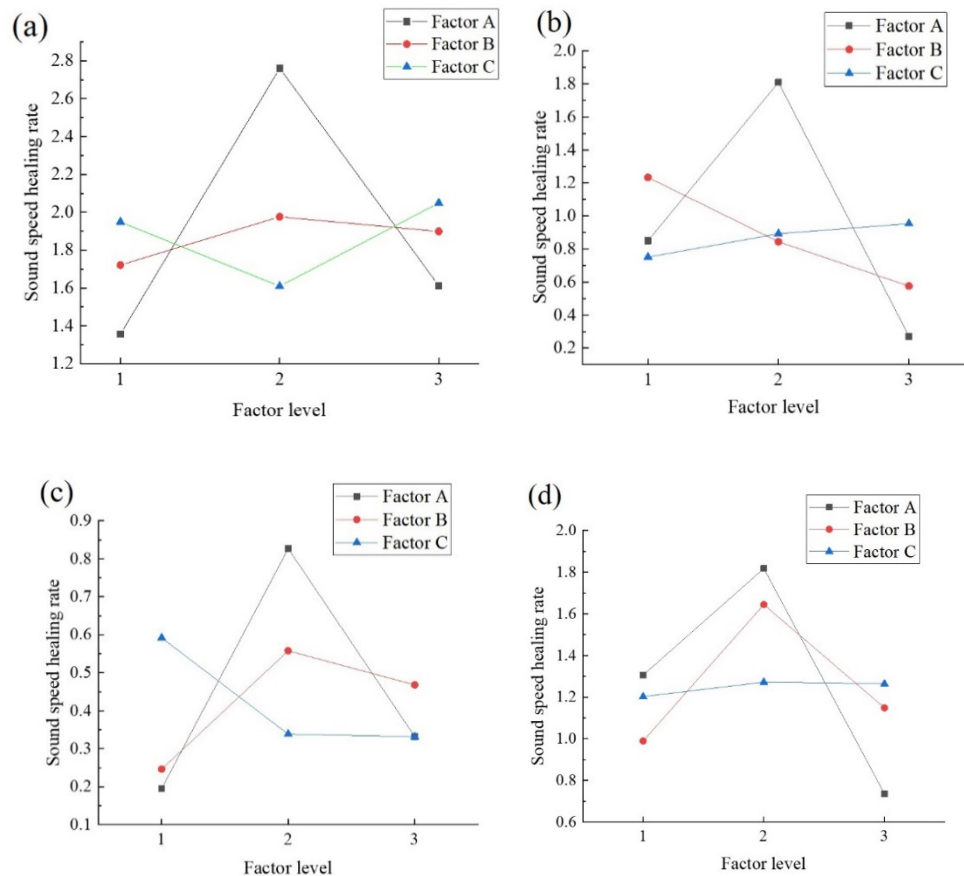 (a)
Factor A
Factor B
Factor C
2.8
2.6
2.4
2.2
2.0
1.8
1.6
1.4
1.2
Sound speed healing rate
1
2
3
Factor level
(b)
Factor A
Factor B
Factor C
2.0
1.8
1.6
1.4
1.2
1.0
0.8
0.6
0.4
0.2
Sound speed healing rate
1
2
3
Factor level
(c)
Factor A
Factor B
Factor C
0.9
0.8
0.7
0.6
0.5
0.4
0.3
0.2
0.1
Sound speed healing rate
1
2
3
Factor level
(d)
Factor A
Factor B
Factor C
2.0
1.8
1.6
1.4
1.2
1.0
0.8
0.6
Sound speed healing rate
1
2
3
Factor level